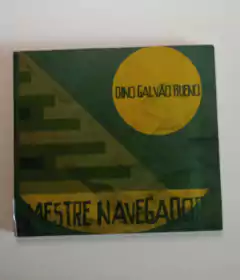 DINO GALVÃO BUENO
MESTRE NAVEGADOR